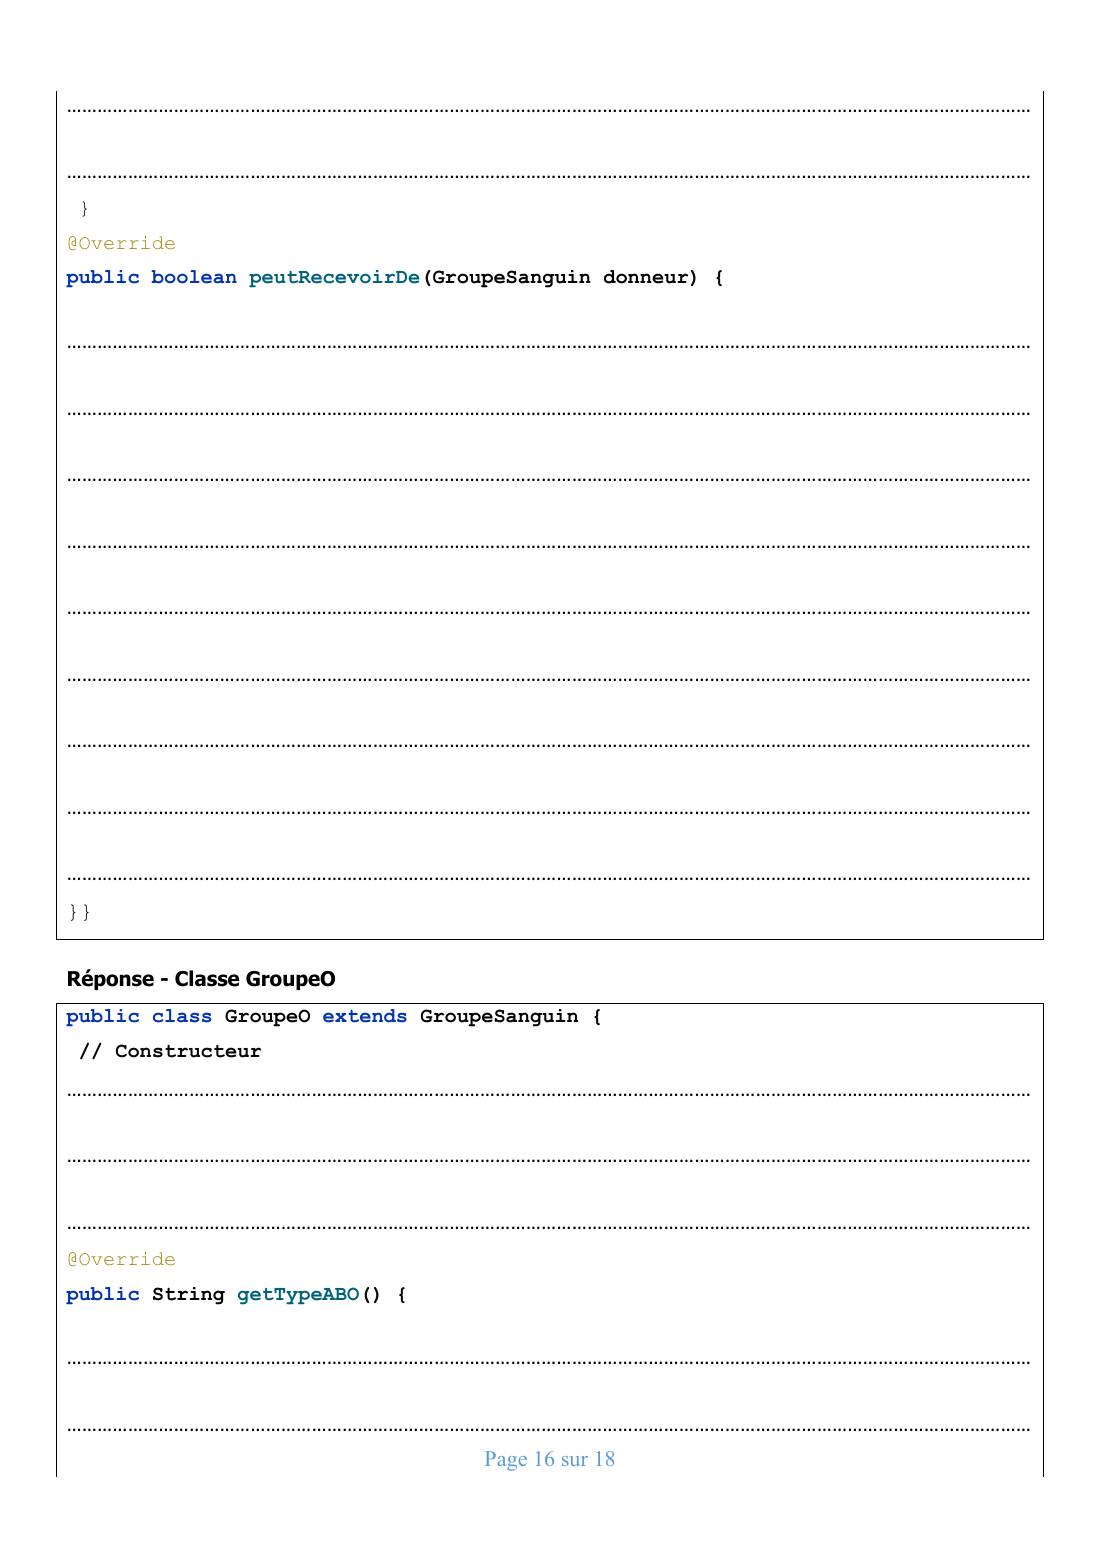 ……………………………………………………………………………………………………………………………………………………………………
……………………………………………………………………………………………………………………………………………………………………
}
@Override
public boolean peutRecevoirDe(GroupeSanguin donneur) {
……………………………………………………………………………………………………………………………………………………………………
……………………………………………………………………………………………………………………………………………………………………
……………………………………………………………………………………………………………………………………………………………………
……………………………………………………………………………………………………………………………………………………………………
……………………………………………………………………………………………………………………………………………………………………
……………………………………………………………………………………………………………………………………………………………………
……………………………………………………………………………………………………………………………………………………………………
……………………………………………………………………………………………………………………………………………………………………
……………………………………………………………………………………………………………………………………………………………………
}}
Réponse - Classe GroupeO
public class GroupeO extends GroupeSanguin {
// Constructeur
……………………………………………………………………………………………………………………………………………………………………
……………………………………………………………………………………………………………………………………………………………………
……………………………………………………………………………………………………………………………………………………………………
@Override
public String getTypeABO() {
……………………………………………………………………………………………………………………………………………………………………
……………………………………………………………………………………………………………………………………………………………………
Page 16 sur 18